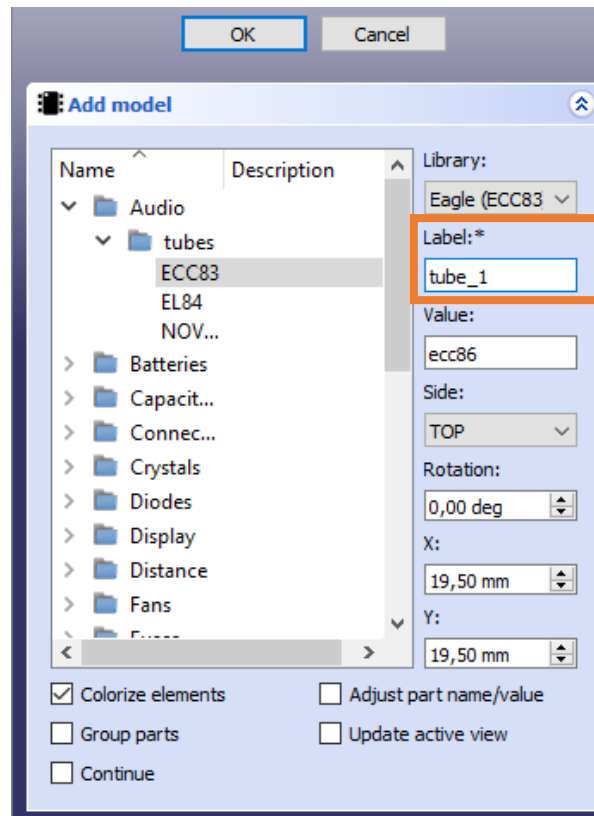 OK Cancel
Add model
Name Description
Audio
tubes
ECC83
EL84
NOV...
Batteries
Capacit...
Connec...
Crystals
Diodes
Display
Distance
Fans
Library:
Eagle (ECC83
Label:*
tube_1
Value:
ecc86
Side:
TOP
Rotation:
0,00 deg
X:
19,50 mm
Y:
19,50 mm
Colorize elements Adjust part name/value
Group parts Update active view
Continue